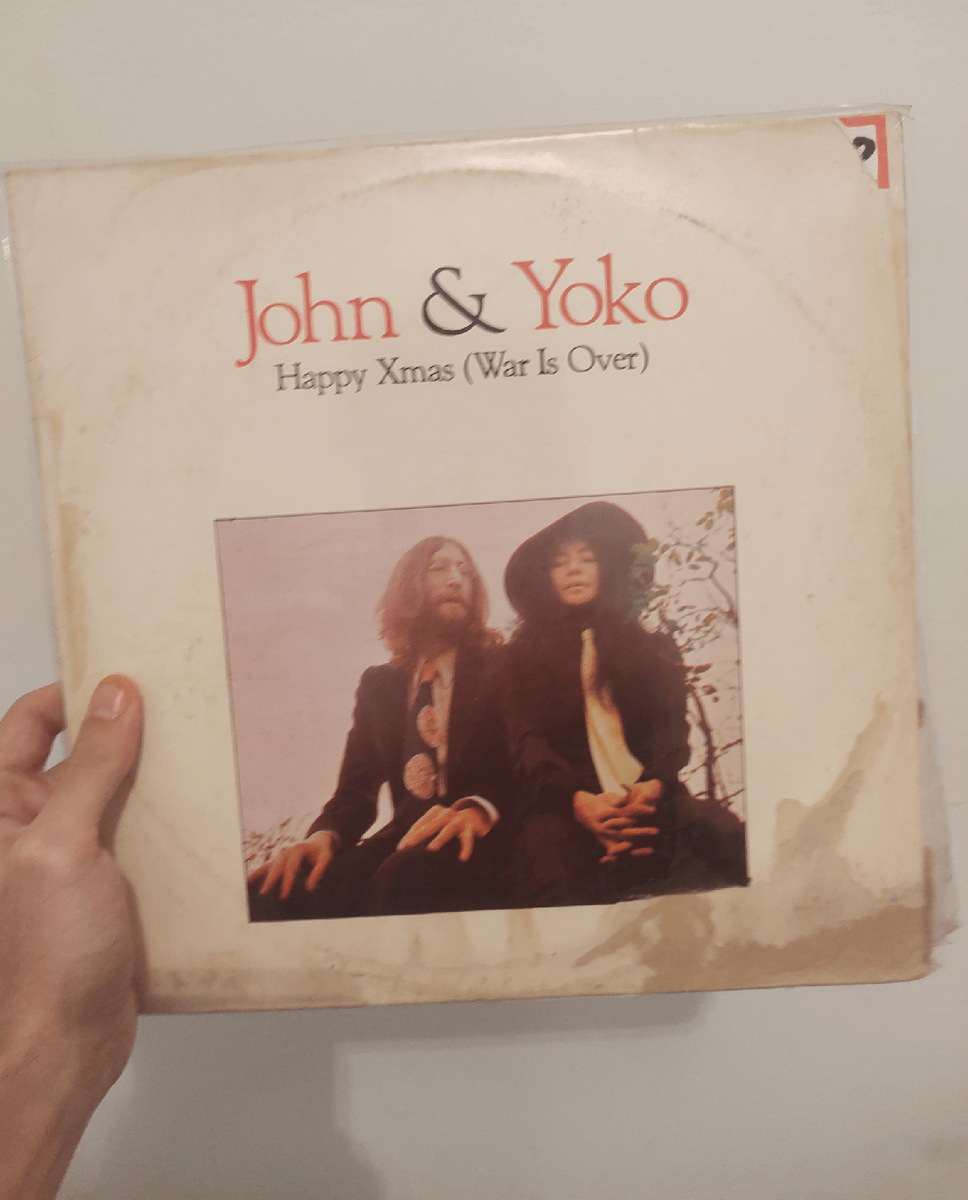 John & Yoko
Happy Xmas (War Is Over)